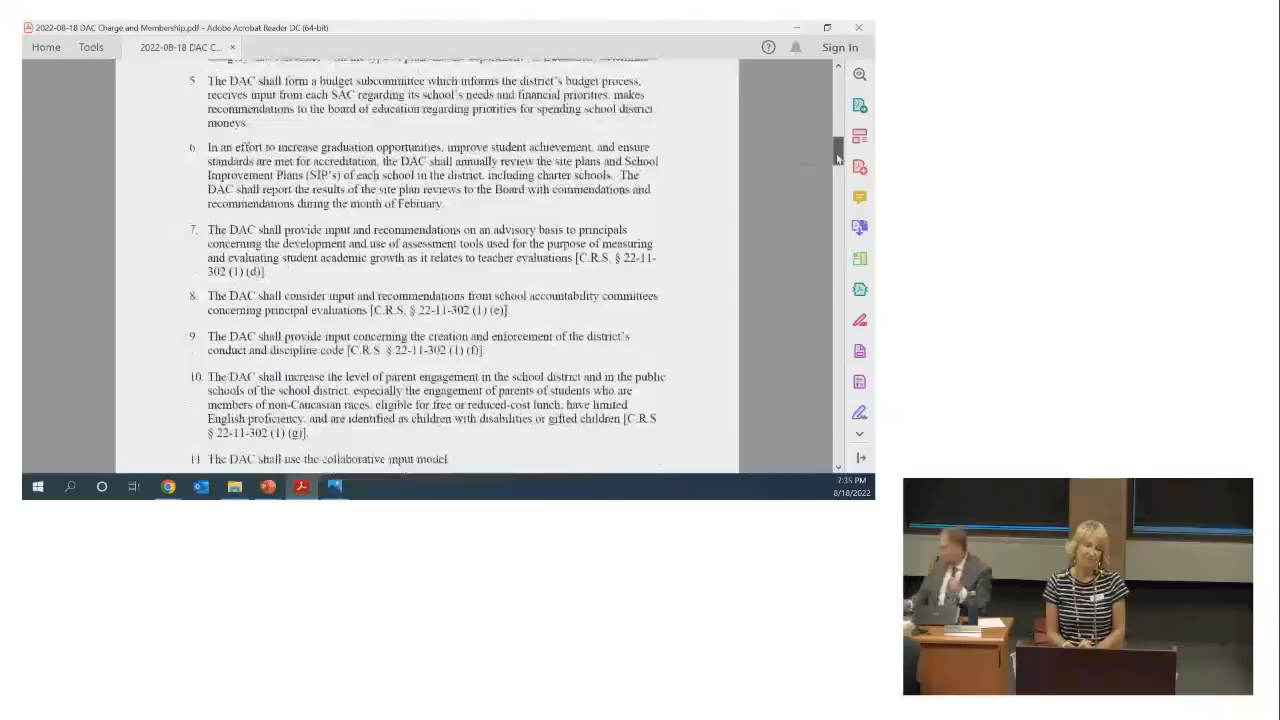 2022-08-18 DAC Charge and Membership.pdf - Adobe Acrobat Reader DC (64-bit)
Home Tools 2022-08-18 DAC C... × Sign In
5. The DAC shall form a budget subcommittee which informs the district's budget process,
receives input from each SAC regarding its school's needs and financial priorities, makes
recommendations to the board of education regarding priorities for spending school district
moneys.
6. In an effort to increase graduation opportunities, improve student achievement, and ensure
standards are met for accreditation, the DAC shall annually review the site plans and School
Improvement Plans (SIP's) of each school in the district, including charter schools. The
DAC shall report the results of the site plan reviews to the Board with commendations and
recommendations during the month of February.
7. The DAC shall provide input and recommendations on an advisory basis to principals
concerning the development and use of assessment tools used for the purpose of measuring
and evaluating student academic growth as it relates to teacher evaluations [C.R.S. § 22-11-
302 (1) (d)].
8. The DAC shall consider input and recommendations from school accountability committees
concerning principal evaluations [C.R.S. § 22-11-302 (1) (e)]
9. The DAC shall provide input concerning the creation and enforcement of the district's
conduct and discipline code [C.R.S. § 22-11-302 (1) (f)].
10. The DAC shall increase the level of parent engagement in the school district and in the public
schools of the school district, especially the engagement of parents of students who are
members of non-Caucasian races, eligible for free or reduced-cost lunch, have limited
English proficiency, and are identified as children with disabilities or gifted children [C.R.S
§ 22-11-302 (1) (g)].
11. The DAC shall use the collaborative input model.
7:35 PM
8/18/2022